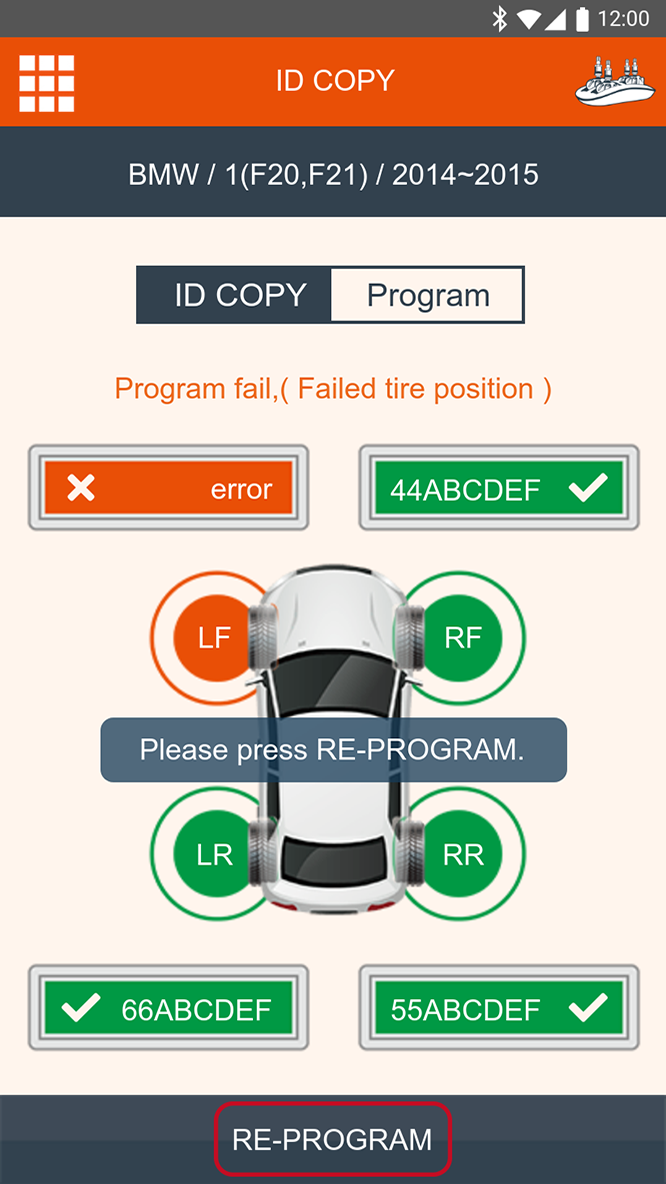 12:00
ID COPY
BMW / 1(F20,F21) / 2014~2015
ID COPY Program
Program fail,( Failed tire position )
error 44ABCDEF
LF RF
Please press RE-PROGRAM.
LR RR
66ABCDEF 55ABCDEF
RE-PROGRAM